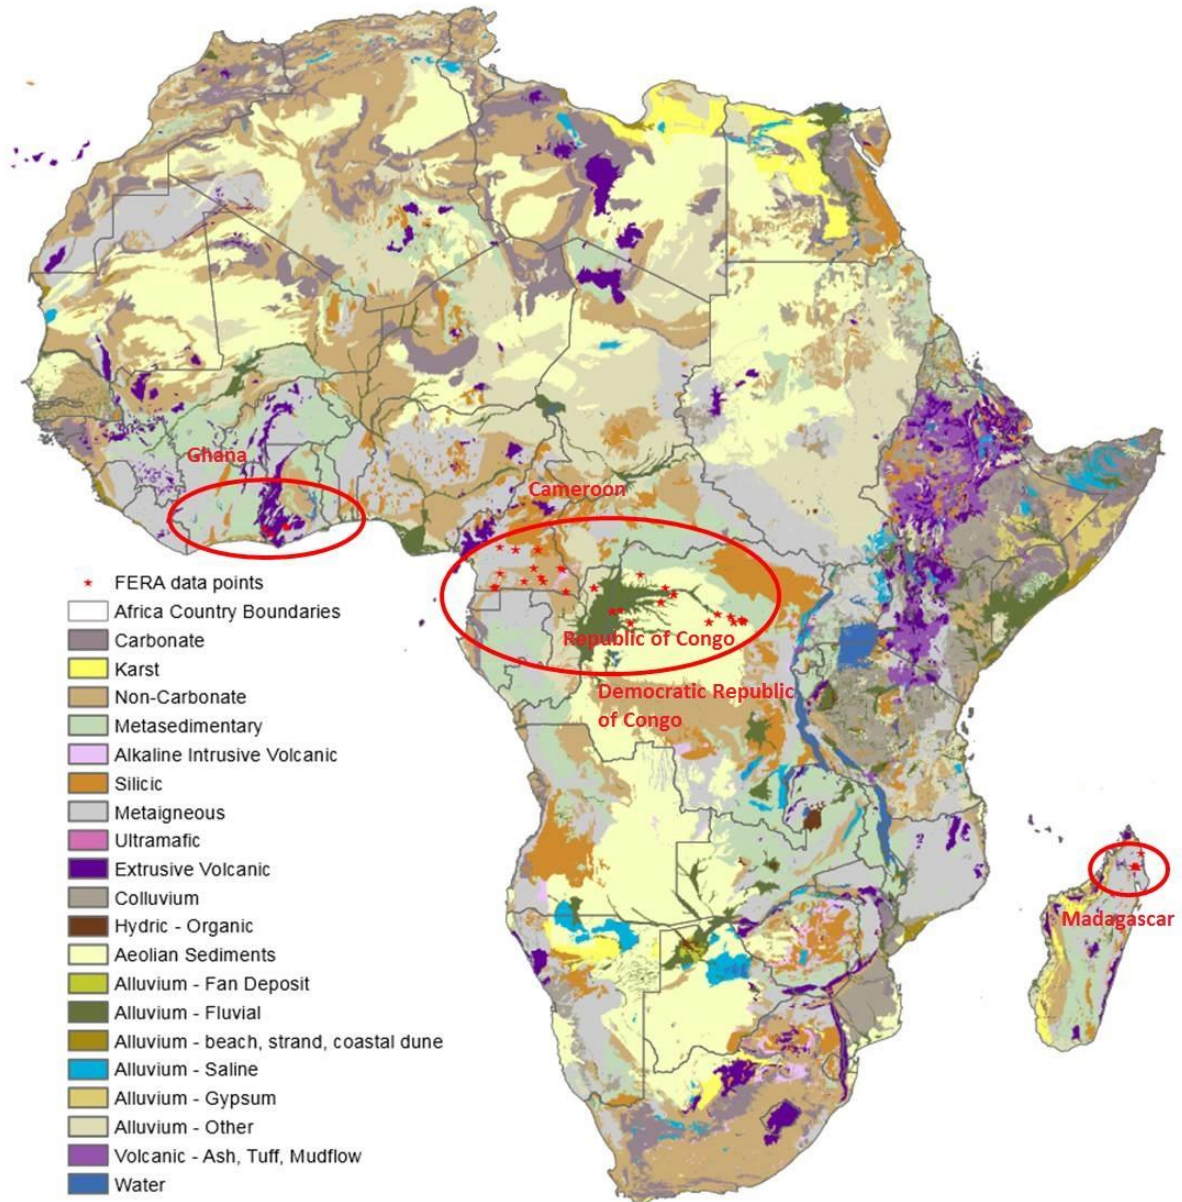 Ghana
Cameroon
Republic of Congo
Democratic Republic
of Congo
Madagascar
FERA data points
Africa Country Boundaries
Carbonate
Karst
Non-Carbonate
Metasedimentary
Alkaline Intrusive Volcanic
Silicic
Metaigneous
Ultramafic
Extrusive Volcanic
Colluvium
Hydric - Organic
Aeolian Sediments
Alluvium - Fan Deposit
Alluvium - Fluvial
Alluvium - beach, strand, coastal dune
Alluvium - Saline
Alluvium - Gypsum
Alluvium - Other
Volcanic - Ash, Tuff, Mudflow
Water